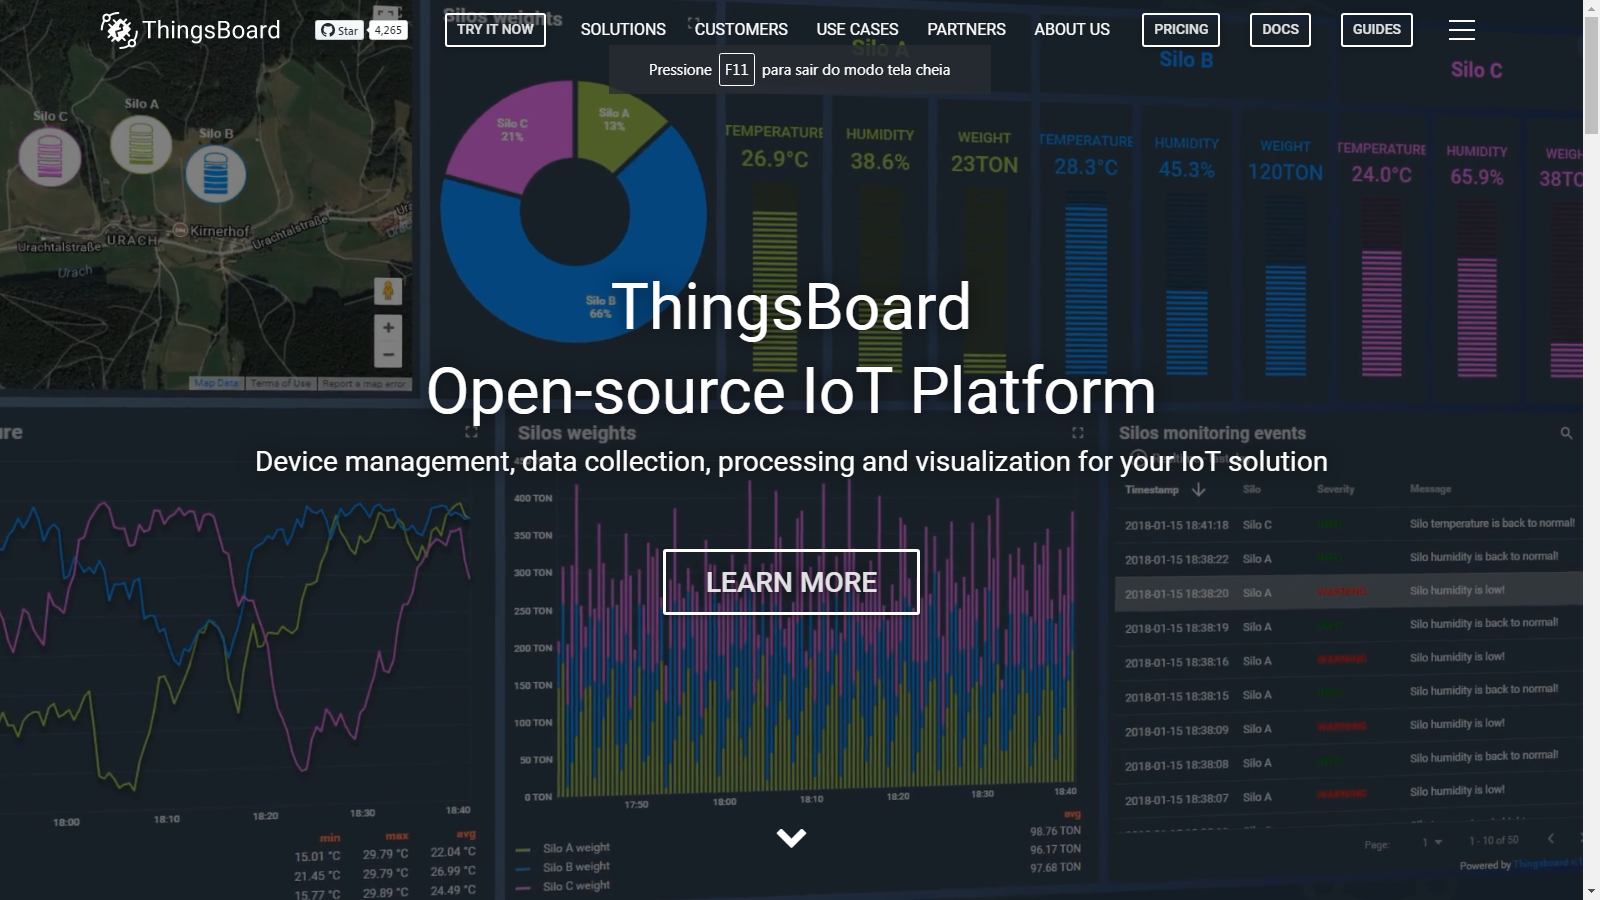 ThingsBoard
Star
4,265
TRY IT NOW
SOLUTIONS
CUSTOMERS
USE CASES
PARTNERS
ABOUT US
PRICING
DOCS
GUIDES
Pressione F11 para sair do modo tela cheia
Silos weights
Silo A
Silo B
Silo C
Silo C
Silo A
Silo B
Urachtalstraße
URACH
Kirnerhof
Urachtalstraße
Urach
Map Data
Terms of Use
Report a map error
Silo C
21%
Silo A
13%
Silo B
66%
TEMPERATURE
26.9°C
HUMIDITY
38.6%
WEIGHT
23TON
TEMPERATURE
28.3°C
HUMIDITY
45.3%
WEIGHT
120TON
TEMPERATURE
24.0°C
HUMIDITY
65.9%
ThingsBoard
Open-source IoT Platform
Device management, data collection, processing and visualization for your IoT solution
LEARN MORE
18:00
18:10
18:20
18:30
18:40
min max avg
15.01 °C 29.79 °C 22.04 °C
21.45 °C 29.79 °C 26.99 °C
15.77 °C 29.89 °C 24.49 °C
Silos weights
400 TON
350 TON
300 TON
250 TON
200 TON
150 TON
100 TON
50 TON
0 TON
17:50
18:00
18:10
18:20
18:30
18:40
avg
Silo A weight 98.76 TON
Silo B weight 96.17 TON
Silo C weight 97.68 TON
Silos monitoring events
Timestamp Silo Severity Message
2018-01-15 18:41:18 Silo C Silo temperature is back to normal!
2018-01-15 18:38:22 Silo A Silo humidity is back to normal!
2018-01-15 18:38:20 Silo A WARNING Silo humidity is low!
2018-01-15 18:38:19 Silo A Silo humidity is back to normal!
2018-01-15 18:38:16 Silo A WARNING Silo humidity is low!
2018-01-15 18:38:15 Silo A Silo humidity is back to normal!
2018-01-15 18:38:09 Silo A WARNING Silo humidity is low!
2018-01-15 18:38:08 Silo A Silo humidity is back to normal!
2018-01-15 18:38:07 Silo A WARNING Silo humidity is low!
Page: 1 1 - 10 of 50
Powered by Thingsboard